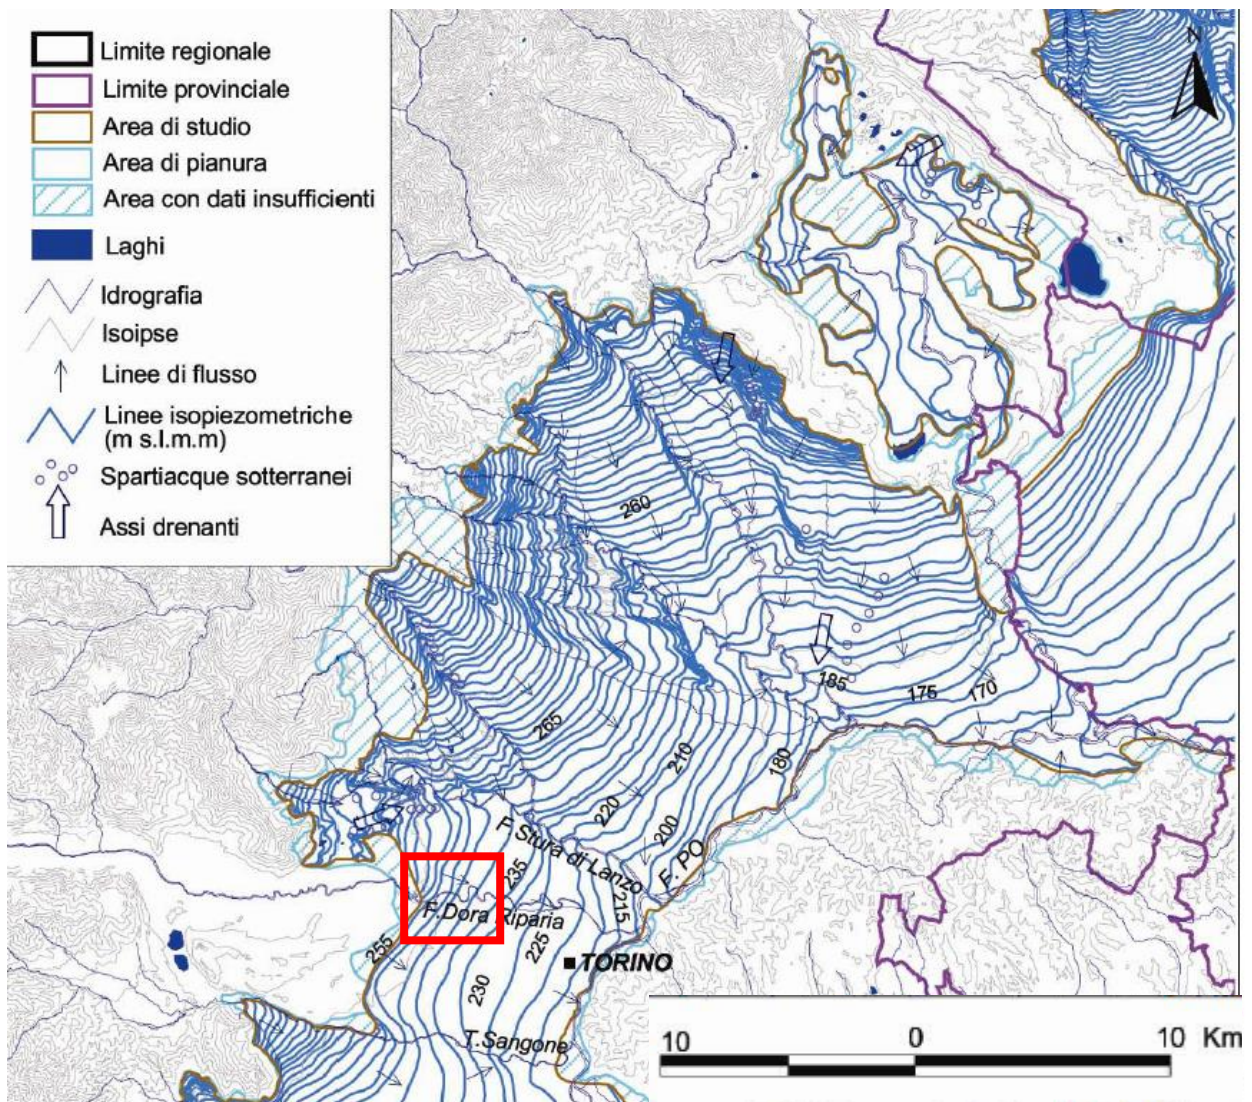 Limite regionale
Limite provinciale
Area di studio
Area di pianura
Area con dati insufficienti
Laghi
Idrografia
Isoipse
Linee di flusso
Linee isopiezometriche
(m s.l.m.m)
Spartiacque sotterranei
Assi drenanti
N
260
185
175
170
265
210
180
220
200
F. Stura di Lanzo
F. PO
235
215
F.Dora Riparia
255
225
TORINO
230
T.Sangone
10 0 10 Km